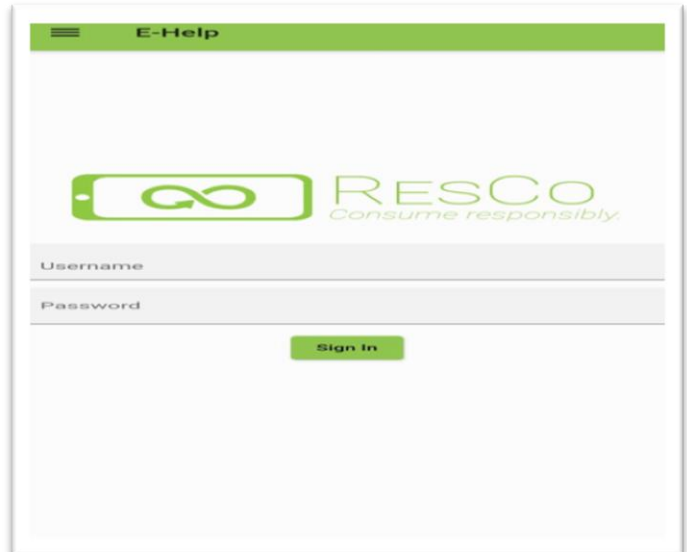 E-Help
RESCO
Consume responsibly.
Username
Password
Sign In